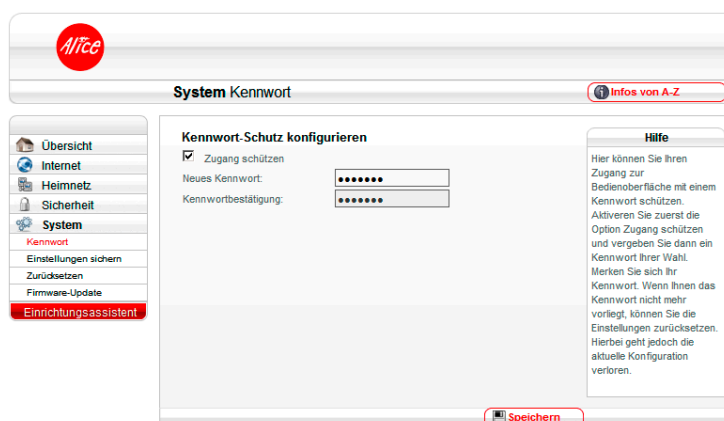 Alice
System Kennwort
Infos von A-Z
Übersicht
Internet
Heimnetz
Sicherheit
System
Kennwort
Einstellungen sichern
Zurücksetzen
Firmware-Update
Einrichtungsassistent
Kennwort-Schutz konfigurieren
Zugang schützen
Neues Kennwort: •••••••
Kennwortbestätigung: •••••••
Hilfe
Hier können Sie Ihren
Zugang zur
Bedienoberfläche mit einem
Kennwort schützen.
Aktiveren Sie zuerst die
Option Zugang schützen
und vergeben Sie dann ein
Kennwort Ihrer Wahl.
Merken Sie sich Ihr
Kennwort. Wenn Ihnen das
Kennwort nicht mehr
vorliegt, können Sie die
Einstellungen zurücksetzen.
Hierbei geht jedoch die
aktuelle Konfiguration
verloren.
Speichern